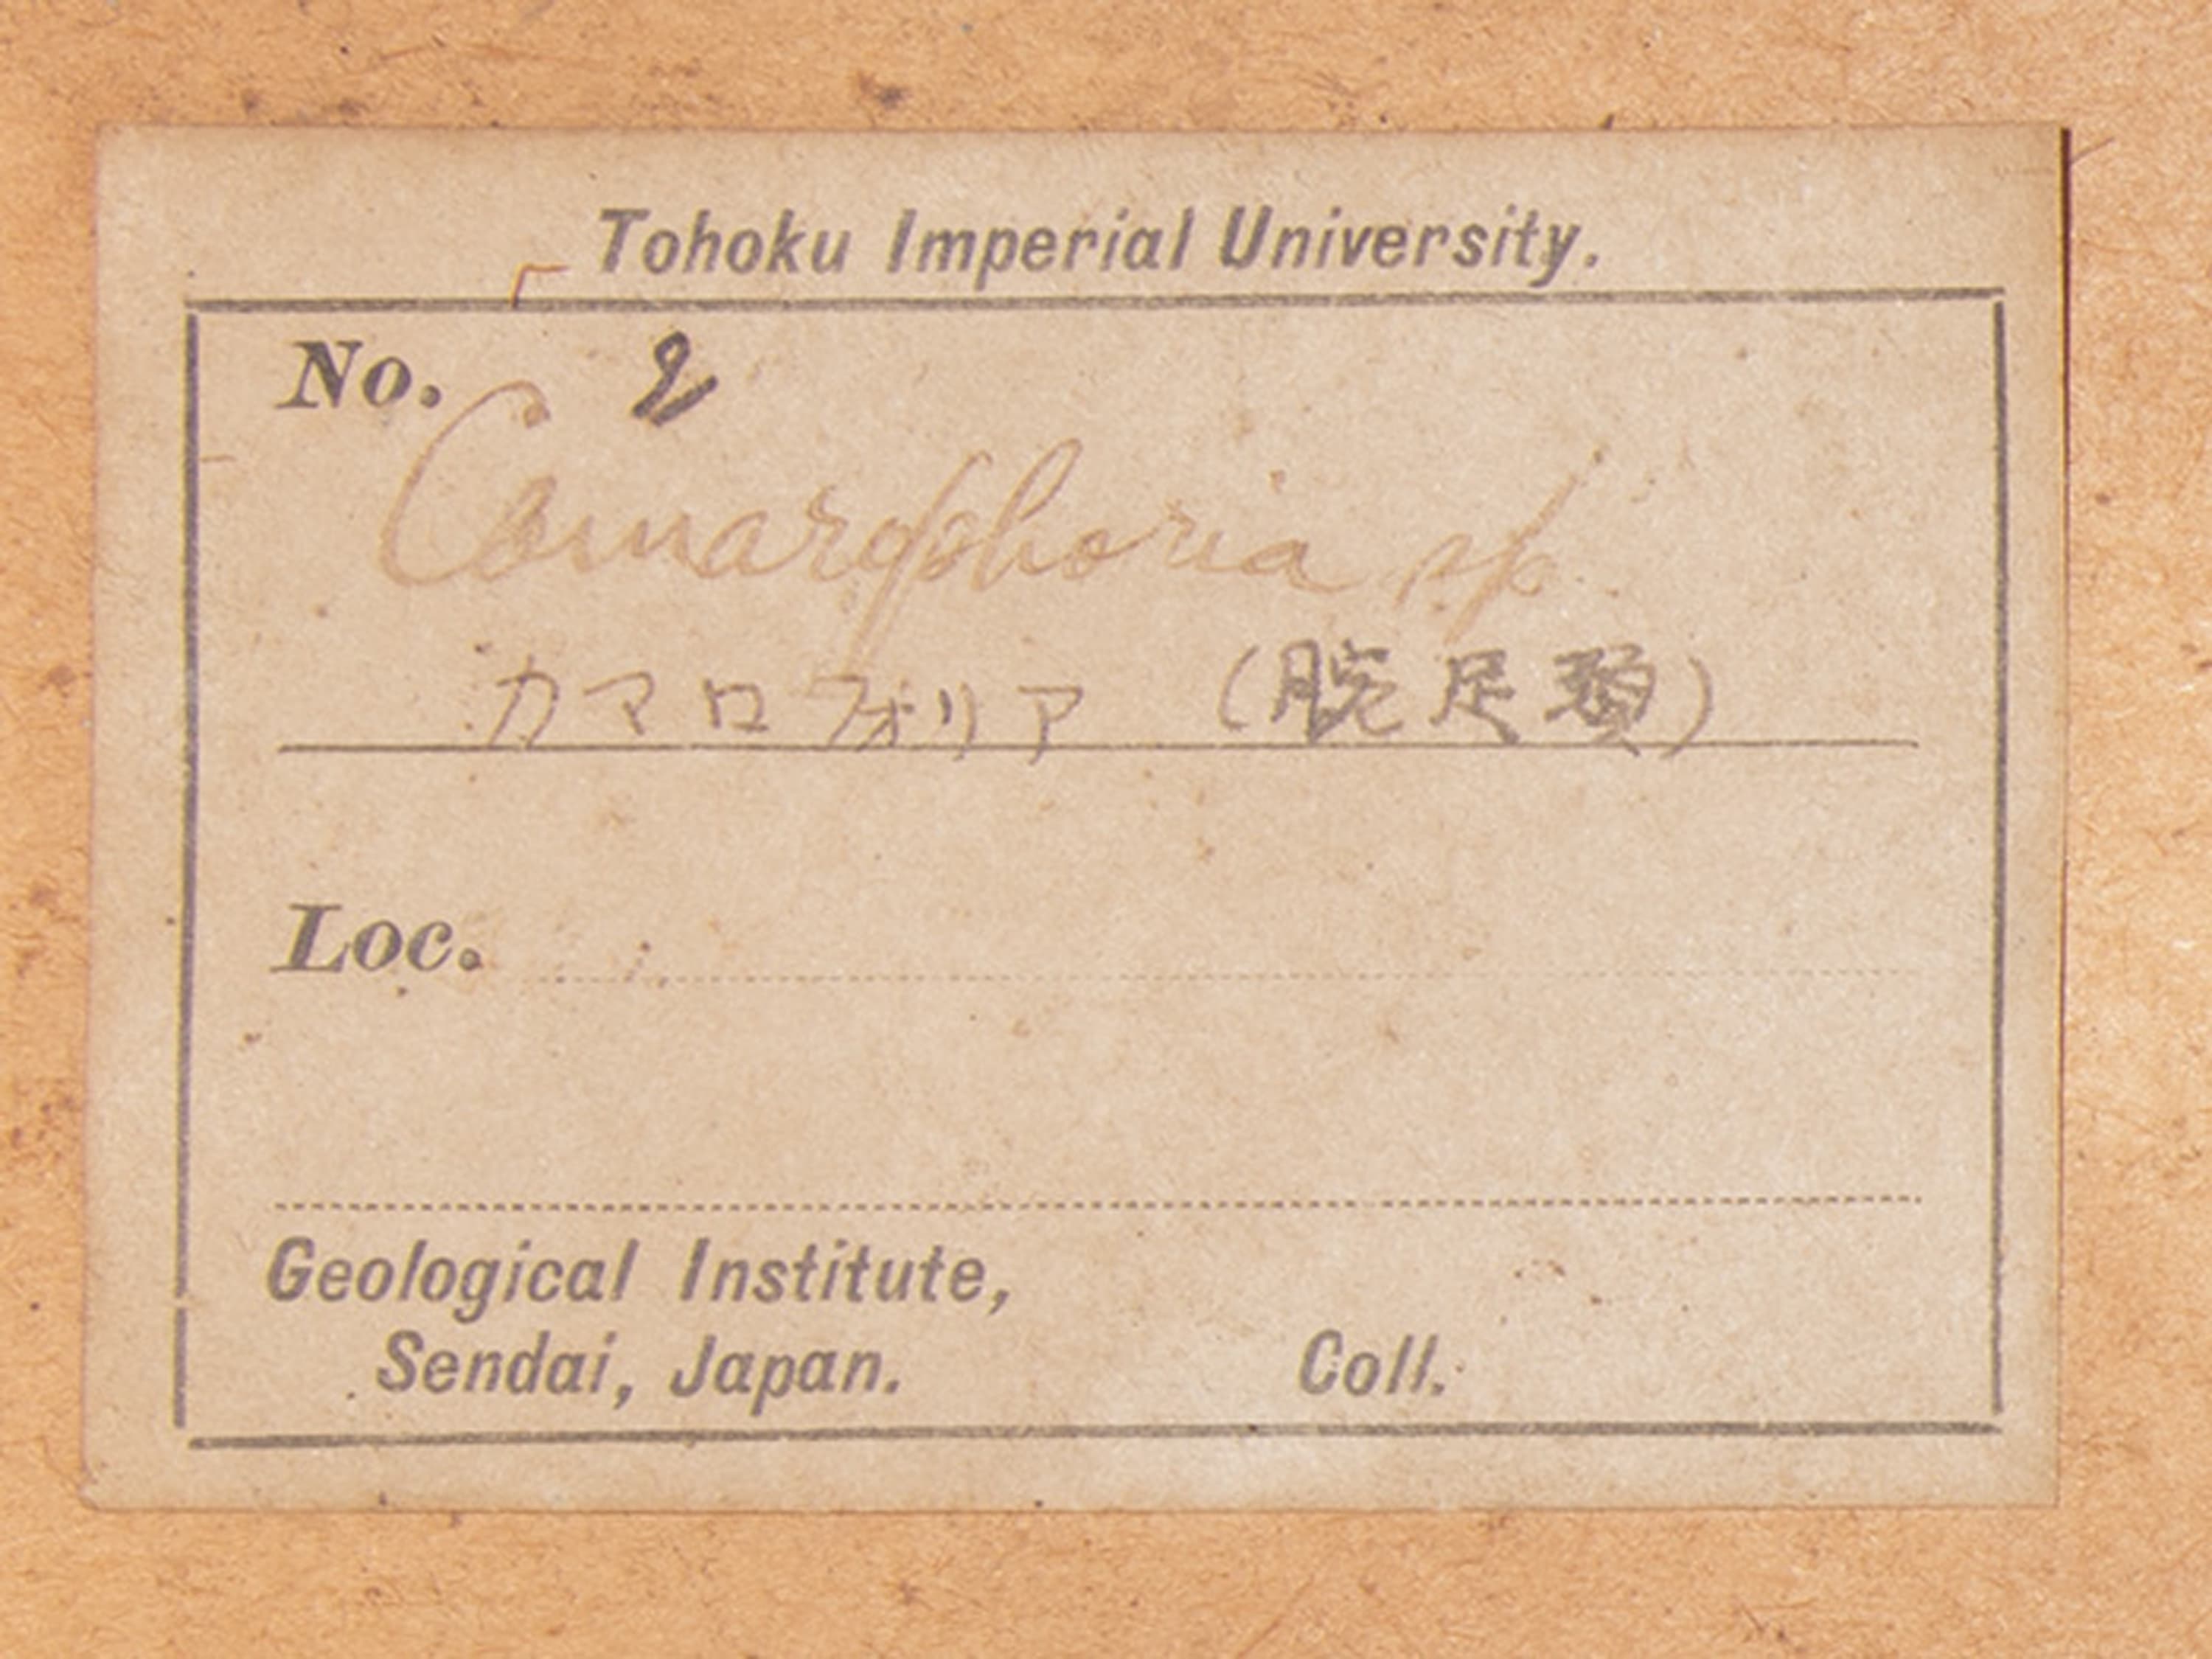 Tohoku Imperial University.
No. 2
Camarophoria sp.
カマロフォリア (腕足類)
Loc.
Geological Institute,
Sendai, Japan. Coll.